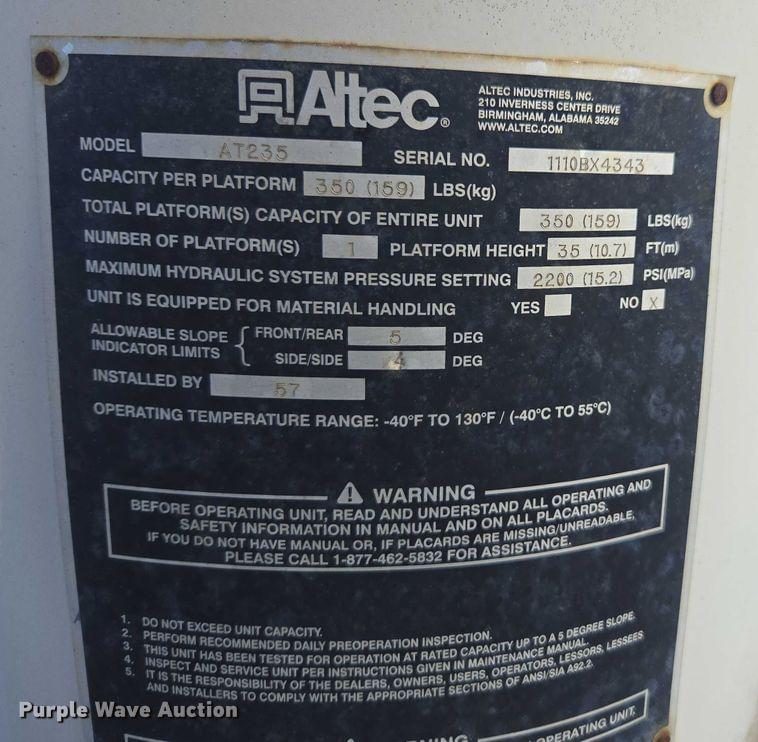 Altec®
ALTEC INDUSTRIES, INC.
210 INVERNESS CENTER DRIVE
BIRMINGHAM, ALABAMA 35242
WWW.ALTEC.COM
MODEL AT235 SERIAL NO. 1110BX4343
CAPACITY PER PLATFORM 350 (159) LBS(kg)
TOTAL PLATFORM(S) CAPACITY OF ENTIRE UNIT 350 (159) LBS(kg)
NUMBER OF PLATFORM(S) 1 PLATFORM HEIGHT 35 (10.7) FT(m)
MAXIMUM HYDRAULIC SYSTEM PRESSURE SETTING 2200 (15.2) PSI(MPa)
UNIT IS EQUIPPED FOR MATERIAL HANDLING YES NO X
ALLOWABLE SLOPE INDICATOR LIMITS { FRONT/REAR 5 DEG
SIDE/SIDE 4 DEG
INSTALLED BY 57
OPERATING TEMPERATURE RANGE: -40°F TO 130°F / (-40°C TO 55°C)
WARNING
BEFORE OPERATING UNIT, READ AND UNDERSTAND ALL OPERATING AND
SAFETY INFORMATION IN MANUAL AND ON ALL PLACARDS.
IF YOU DO NOT HAVE MANUAL OR, IF PLACARDS ARE MISSING/UNREADABLE,
PLEASE CALL 1-877-462-5832 FOR ASSISTANCE.
1. DO NOT EXCEED UNIT CAPACITY.
2. PERFORM RECOMMENDED DAILY PREOPERATION INSPECTION.
3. THIS UNIT HAS BEEN TESTED FOR OPERATION AT RATED CAPACITY UP TO A 5 DEGREE SLOPE.
4. INSPECT AND SERVICE UNIT PER INSTRUCTIONS GIVEN IN MAINTENANCE MANUAL.
5. IT IS THE RESPONSIBILITY OF THE DEALERS, OWNERS, USERS, OPERATORS, LESSORS, LESSEES
AND INSTALLERS TO COMPLY WITH THE APPROPRIATE SECTIONS OF ANSI/SIA A92.2.
WARNING
OPERATING UNIT,
Purple Wave Auction